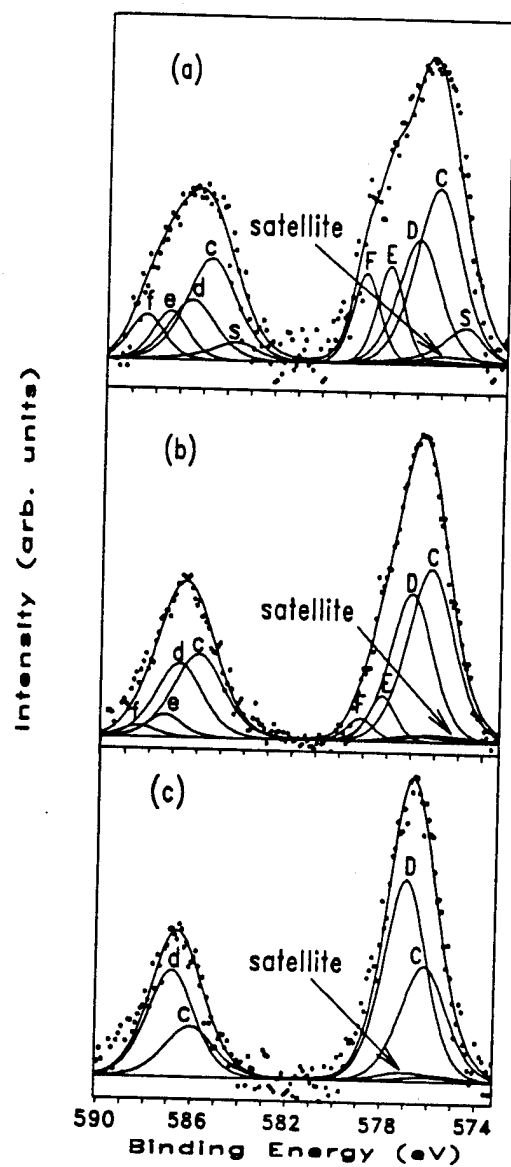 (a)
C
satellite
D
F E
c
d
f e
S
S
(b)
C
D
satellite
d c
E
F
f e
(c)
D
d
satellite
C
c
590 586 582 578 574
Binding Energy (eV)
Intensity (arb. units)